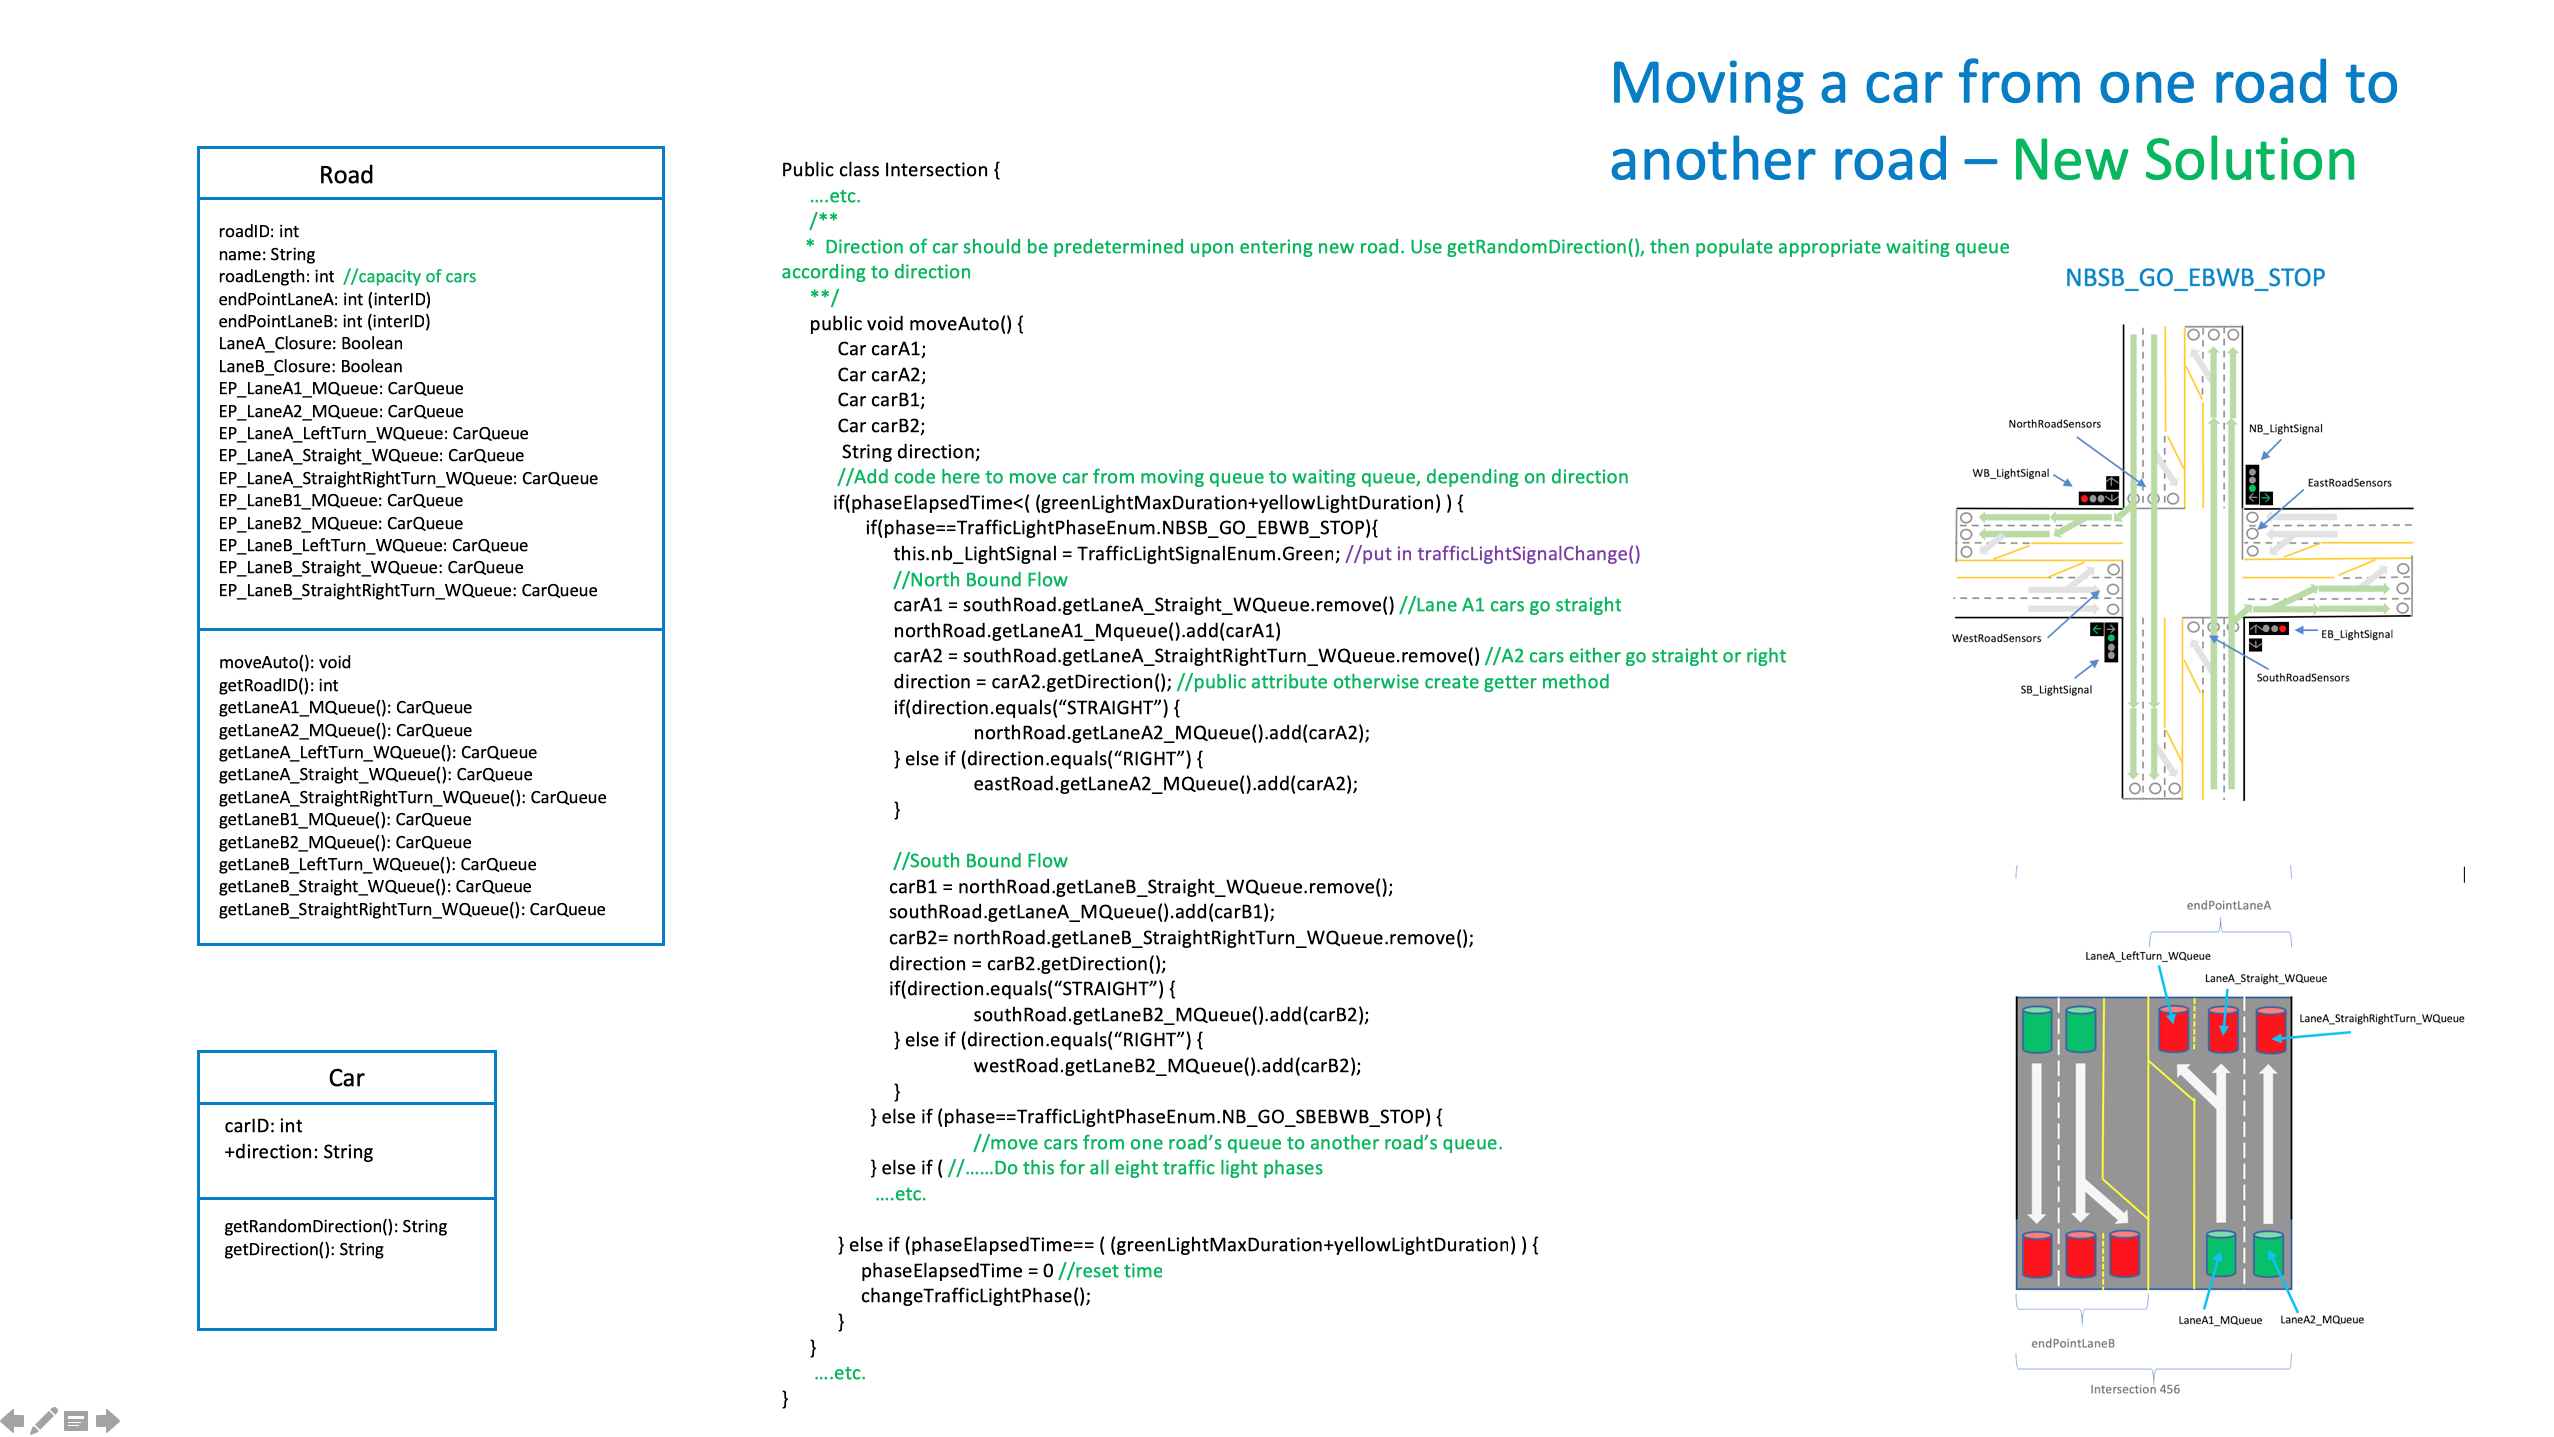 Moving a car from one road to
another road – New Solution
Road
roadID: int
name: String
roadLength: int //capacity of cars
endPointLaneA: int (interID)
endPointLaneB: int (interID)
LaneA_Closure: Boolean
LaneB_Closure: Boolean
EP_LaneA1_MQueue: CarQueue
EP_LaneA2_MQueue: CarQueue
EP_LaneA_LeftTurn_WQueue: CarQueue
EP_LaneA_Straight_WQueue: CarQueue
EP_LaneA_StraightRightTurn_WQueue: CarQueue
EP_LaneB1_MQueue: CarQueue
EP_LaneB2_MQueue: CarQueue
EP_LaneB_LeftTurn_WQueue: CarQueue
EP_LaneB_Straight_WQueue: CarQueue
EP_LaneB_StraightRightTurn_WQueue: CarQueue
moveAuto(): void
getRoadID(): int
getLaneA1_MQueue(): CarQueue
getLaneA2_MQueue(): CarQueue
getLaneA_LeftTurn_WQueue(): CarQueue
getLaneA_Straight_WQueue(): CarQueue
getLaneA_StraightRightTurn_WQueue(): CarQueue
getLaneB1_MQueue(): CarQueue
getLaneB2_MQueue(): CarQueue
getLaneB_LeftTurn_WQueue(): CarQueue
getLaneB_Straight_WQueue(): CarQueue
getLaneB_StraightRightTurn_WQueue(): CarQueue
Car
carID: int
+direction: String
getRandomDirection(): String
getDirection(): String
Public class Intersection {
….etc.
/**
* Direction of car should be predetermined upon entering new road. Use getRandomDirection(), then populate appropriate waiting queue
according to direction
**/
public void moveAuto() {
Car carA1;
Car carA2;
Car carB1;
Car carB2;
String direction;
//Add code here to move car from moving queue to waiting queue, depending on direction
if(phaseElapsedTime<( (greenLightMaxDuration+yellowLightDuration) ) {
if(phase==TrafficLightPhaseEnum.NBSB_GO_EBWB_STOP){
this.nb_LightSignal = TrafficLightSignalEnum.Green; //put in trafficLightSignalChange()
//North Bound Flow
carA1 = southRoad.getLaneA_Straight_WQueue.remove() //Lane A1 cars go straight
northRoad.getLaneA1_Mqueue().add(carA1)
carA2 = southRoad.getLaneA_StraightRightTurn_WQueue.remove() //A2 cars either go straight or right
direction = carA2.getDirection(); //public attribute otherwise create getter method
if(direction.equals(“STRAIGHT”) {
northRoad.getLaneA2_MQueue().add(carA2);
} else if (direction.equals(“RIGHT”) {
eastRoad.getLaneA2_MQueue().add(carA2);
}
//South Bound Flow
carB1 = northRoad.getLaneB_Straight_WQueue.remove();
southRoad.getLaneA_MQueue().add(carB1);
carB2= northRoad.getLaneB_StraightRightTurn_WQueue.remove();
direction = carB2.getDirection();
if(direction.equals(“STRAIGHT”) {
southRoad.getLaneB2_MQueue().add(carB2);
} else if (direction.equals(“RIGHT”) {
westRoad.getLaneB2_MQueue().add(carB2);
}
} else if (phase==TrafficLightPhaseEnum.NB_GO_SBEBWB_STOP) {
//move cars from one road’s queue to another road’s queue.
} else if ( //……Do this for all eight traffic light phases
….etc.
} else if (phaseElapsedTime== ( (greenLightMaxDuration+yellowLightDuration) ) {
phaseElapsedTime = 0 //reset time
changeTrafficLightPhase();
}
}
….etc.
}
NBSB_GO_EBWB_STOP
NorthRoadSensors
NB_LightSignal
WB_LightSignal
EastRoadSensors
WestRoadSensors
EB_LightSignal
SouthRoadSensors
SB_LightSignal
endPointLaneA
LaneA_LeftTurn_WQueue
LaneA_Straight_WQueue
LaneA_StraighRightTurn_WQueue
LaneA1_MQueue
LaneA2_MQueue
endPointLaneB
Intersection 456